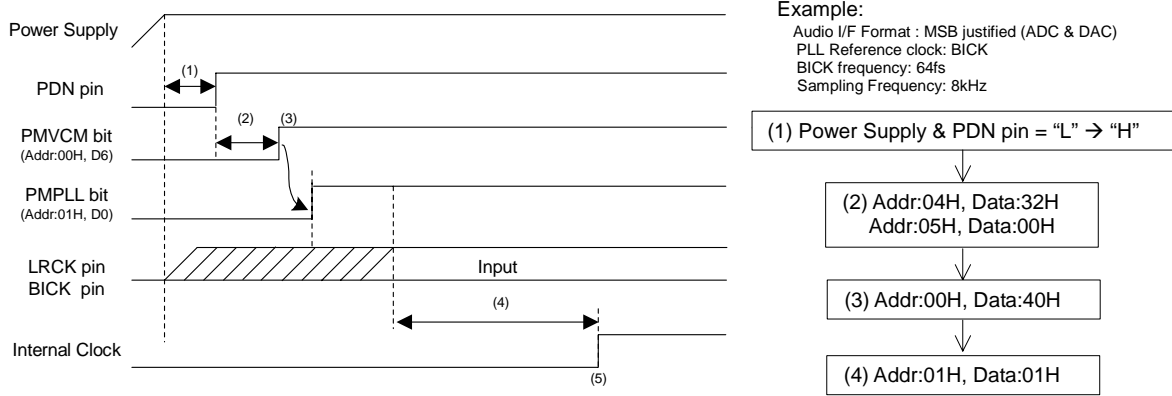 Power Supply
(1)
PDN pin
(2)
(3)
PMVCM bit
(Addr:00H, D6)
PMPLL bit
(Addr:01H, D0)
LRCK pin
BICK pin
Input
(4)
Internal Clock
(5)
Example:
Audio I/F Format : MSB justified (ADC & DAC)
PLL Reference clock: BICK
BICK frequency: 64fs
Sampling Frequency: 8kHz
(1) Power Supply & PDN pin = “L” → “H”
(2) Addr:04H, Data:32H
Addr:05H, Data:00H
(3) Addr:00H, Data:40H
(4) Addr:01H, Data:01H